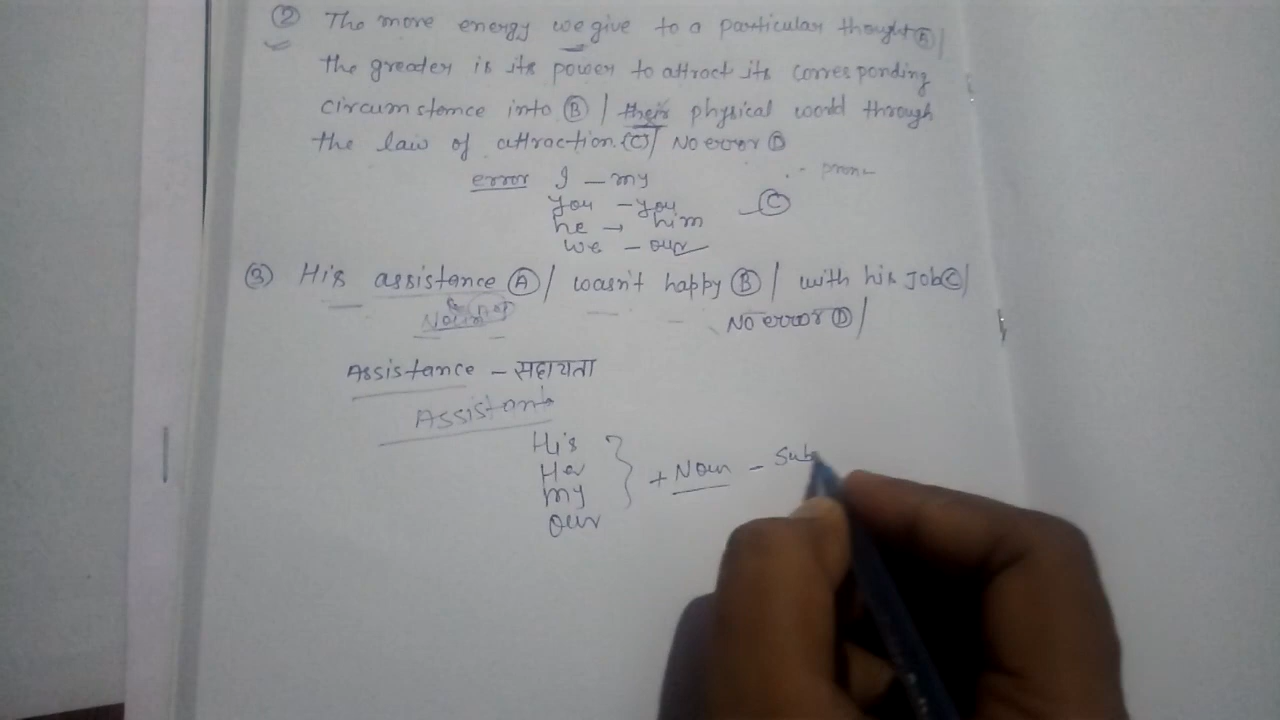 ② The more energy we give to a particular thought Ⓐ/
the greater is its power to attract its corresponding
circumstance into Ⓑ / their physical world through
the law of attraction. Ⓒ/ No error Ⓓ
error I – my
you – you
he → him
we – our
Ⓒ
③ His assistance Ⓐ/ wasn't happy Ⓑ / with his Job Ⓒ/
Noun
No error Ⓓ/
Assistance – सहायता
Assistant
His
Her
my
our
} + Noun – Sub